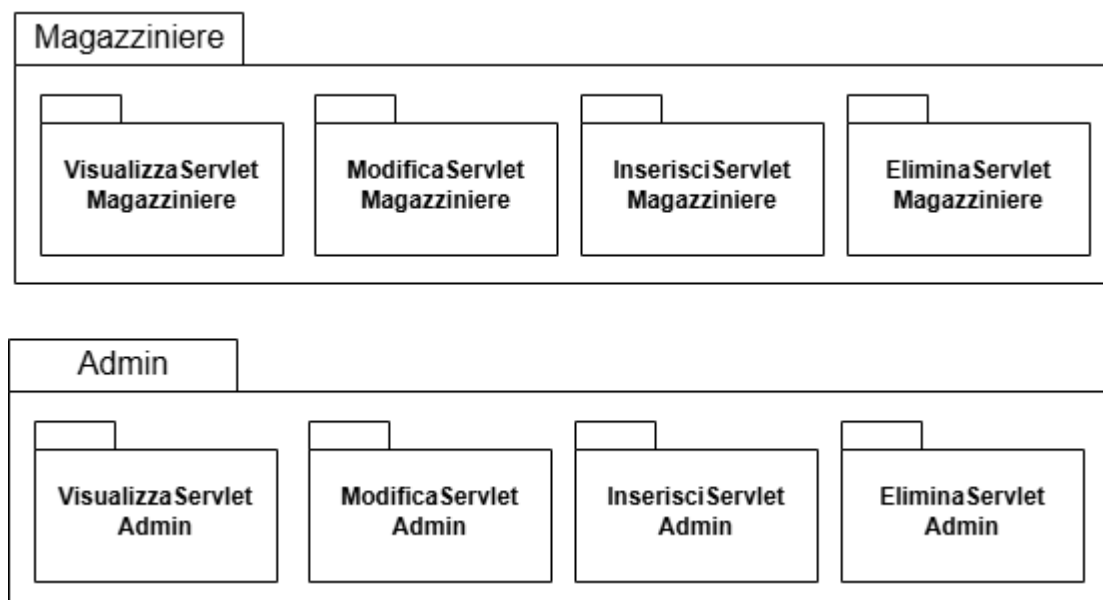 Magazziniere
VisualizzaServlet
Magazziniere
ModificaServlet
Magazziniere
InserisciServlet
Magazziniere
EliminaServlet
Magazziniere
Admin
VisualizzaServlet
Admin
ModificaServlet
Admin
InserisciServlet
Admin
EliminaServlet
Admin